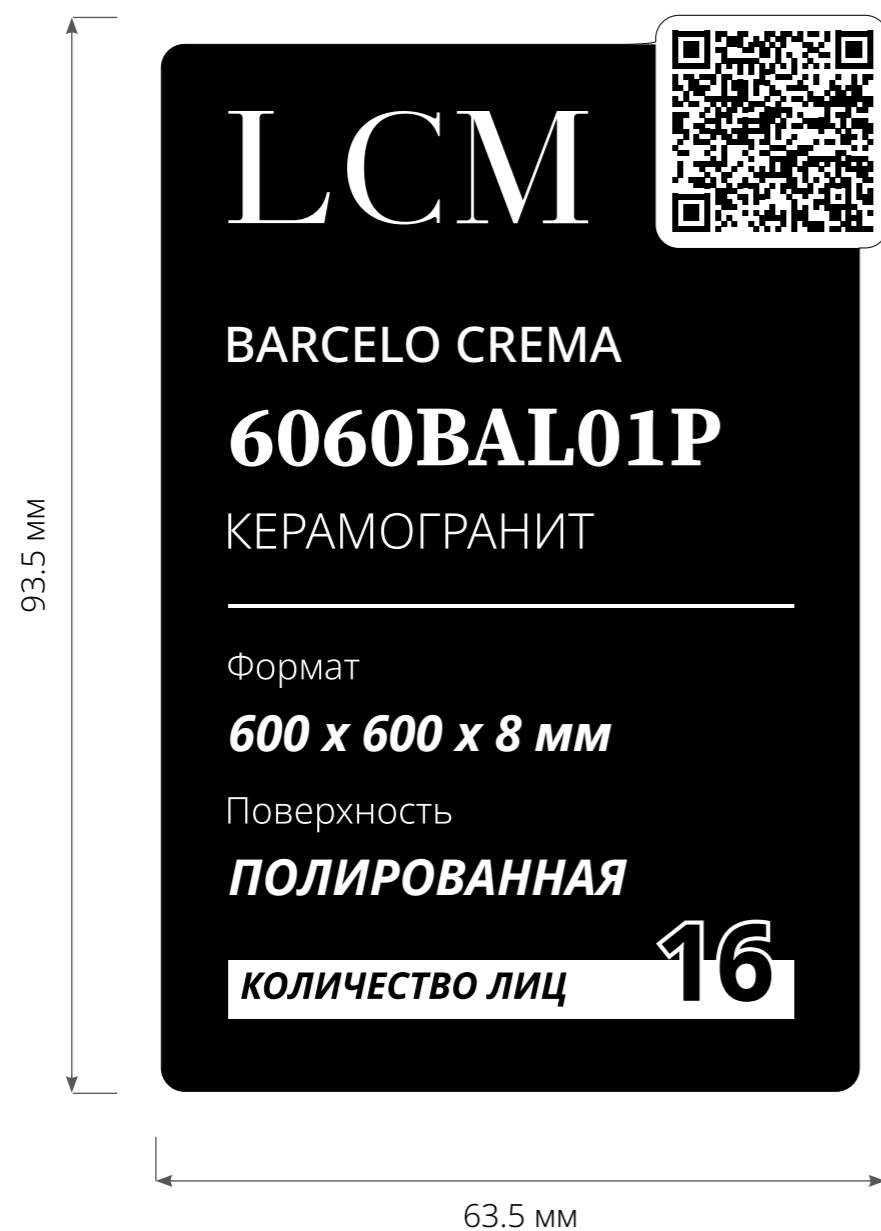 LCM
BARCELO CREMA
6060BAL01P
КЕРАМОГРАНИТ
Формат
600 x 600 x 8 мм
Поверхность
ПОЛИРОВАННАЯ
КОЛИЧЕСТВО ЛИЦ 16
93.5 мм
63.5 мм